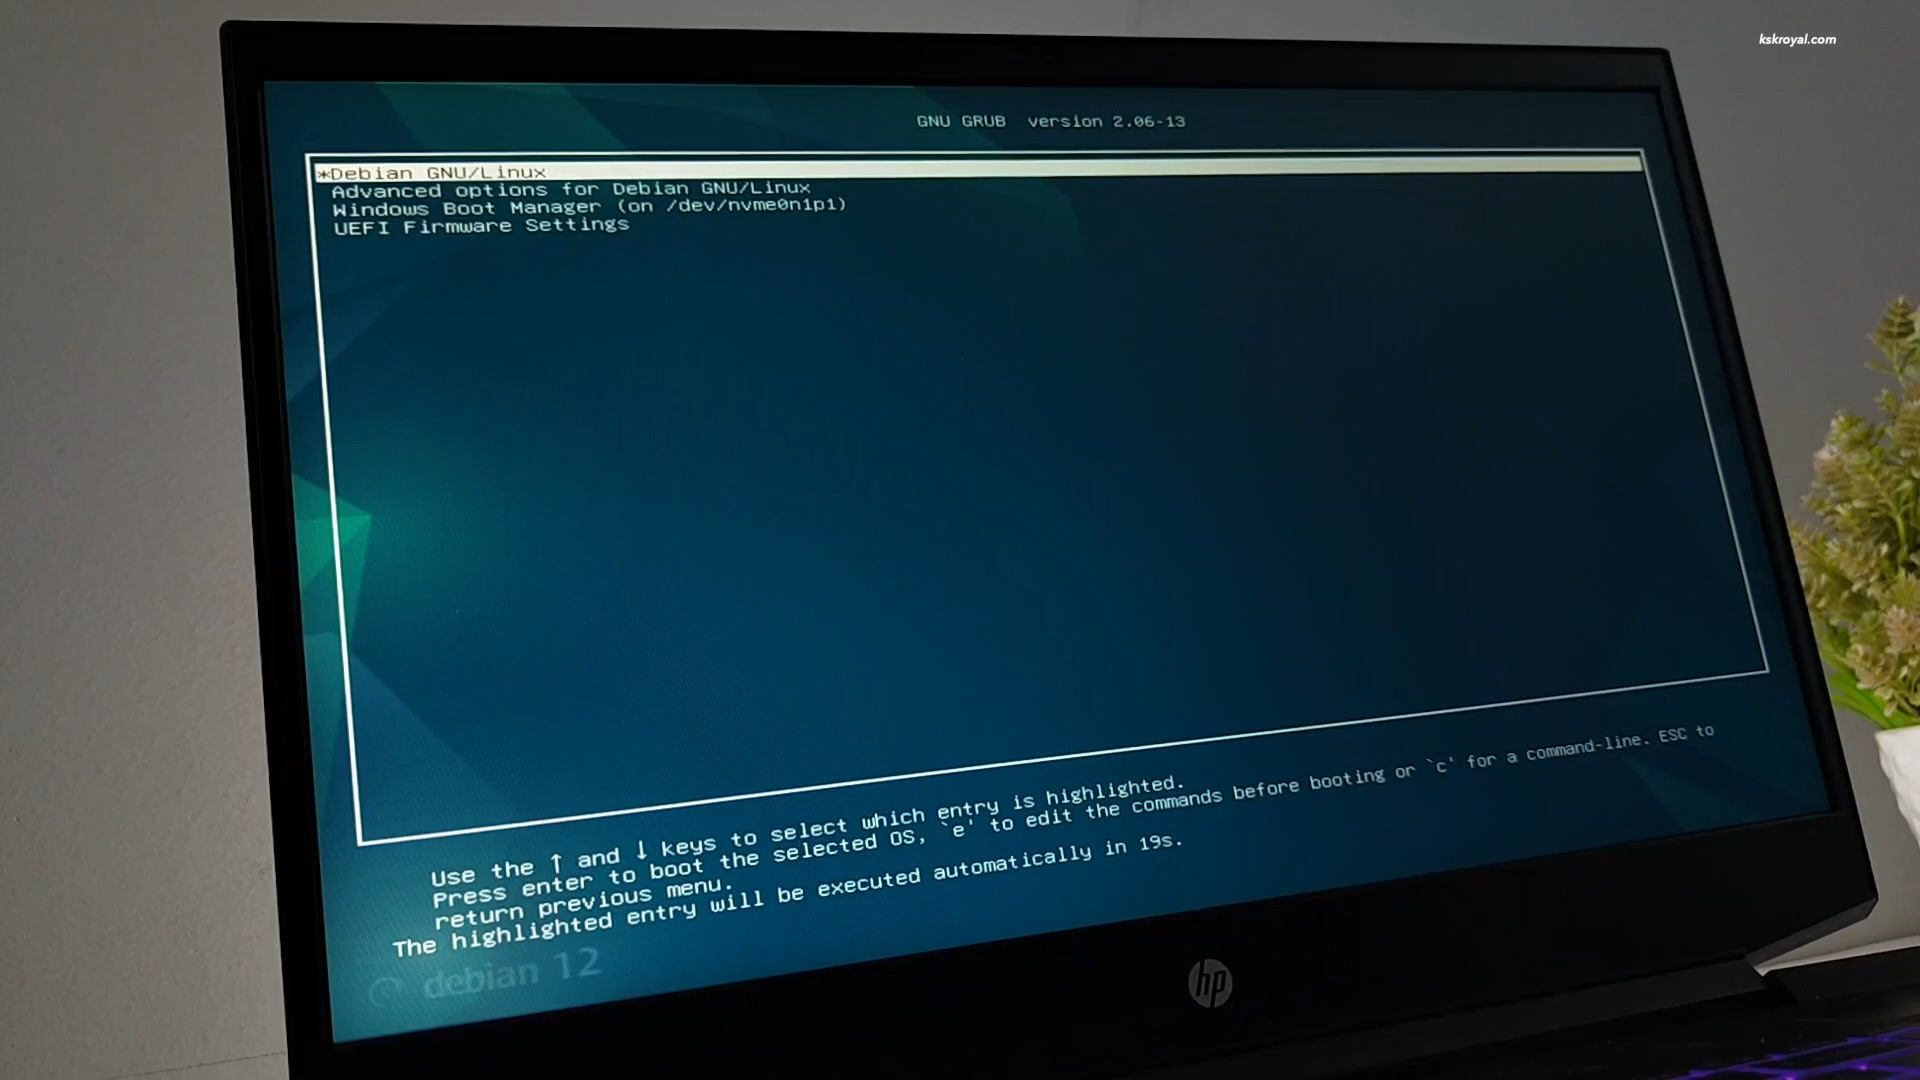 kskroyal.com
GNU GRUB version 2.06-13
*Debian GNU/Linux
Advanced options for Debian GNU/Linux
Windows Boot Manager (on /dev/nvme0n1p1)
UEFI Firmware Settings
Use the ↑ and ↓ keys to select which entry is highlighted.
Press enter to boot the selected OS, `e' to edit the commands before booting or `c' for a command-line. ESC to
return previous menu.
The highlighted entry will be executed automatically in 19s.
debian 12
hp